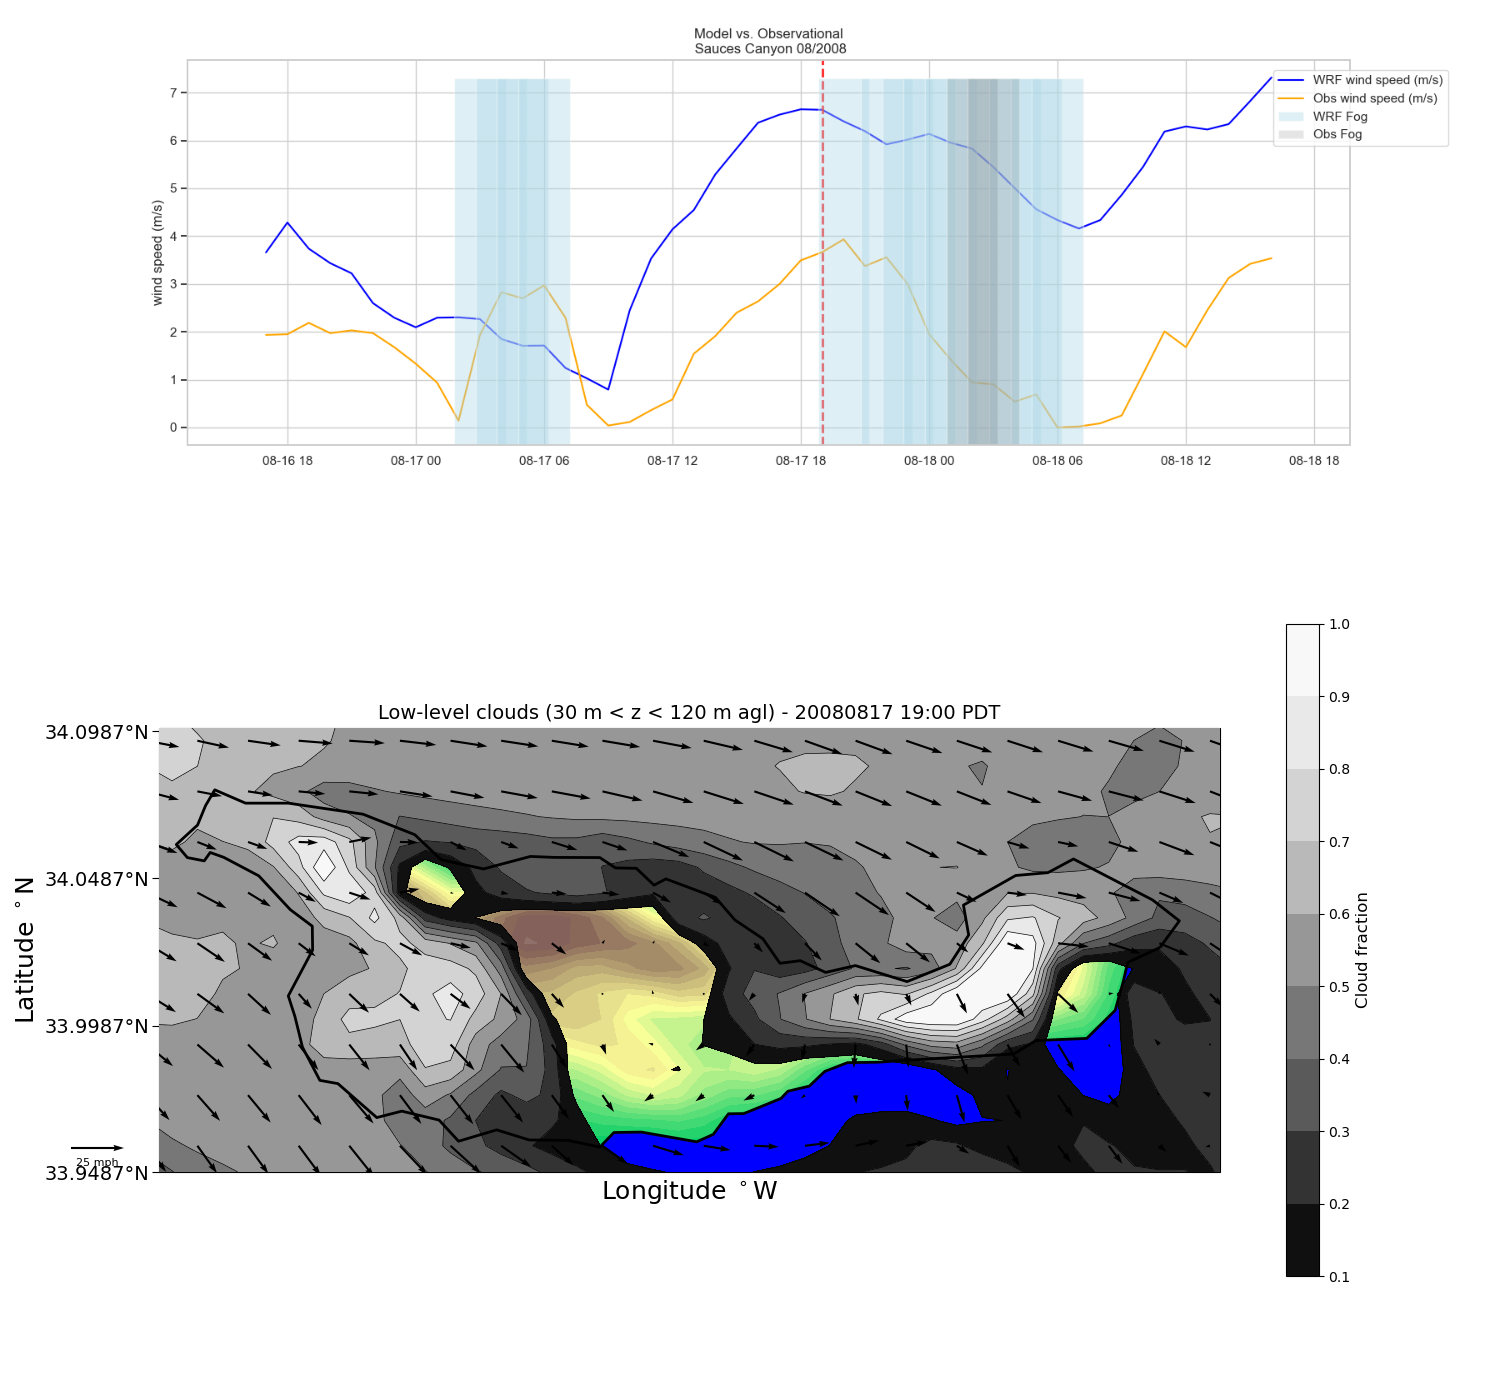 Model vs. Observational
Sauces Canyon 08/2008
WRF wind speed (m/s)
Obs wind speed (m/s)
WRF Fog
Obs Fog
wind speed (m/s)
7
6
5
4
3
2
1
0
08-16 18
08-17 00
08-17 06
08-17 12
08-17 18
08-18 00
08-18 06
08-18 12
08-18 18
Low-level clouds (30 m < z < 120 m agl) - 20080817 19:00 PDT
34.0987°N
34.0487°N
33.9987°N
33.9487°N
Latitude °N
25 mph
Longitude °W
1.0
0.9
0.8
0.7
0.6
0.5
0.4
0.3
0.2
0.1
Cloud fraction